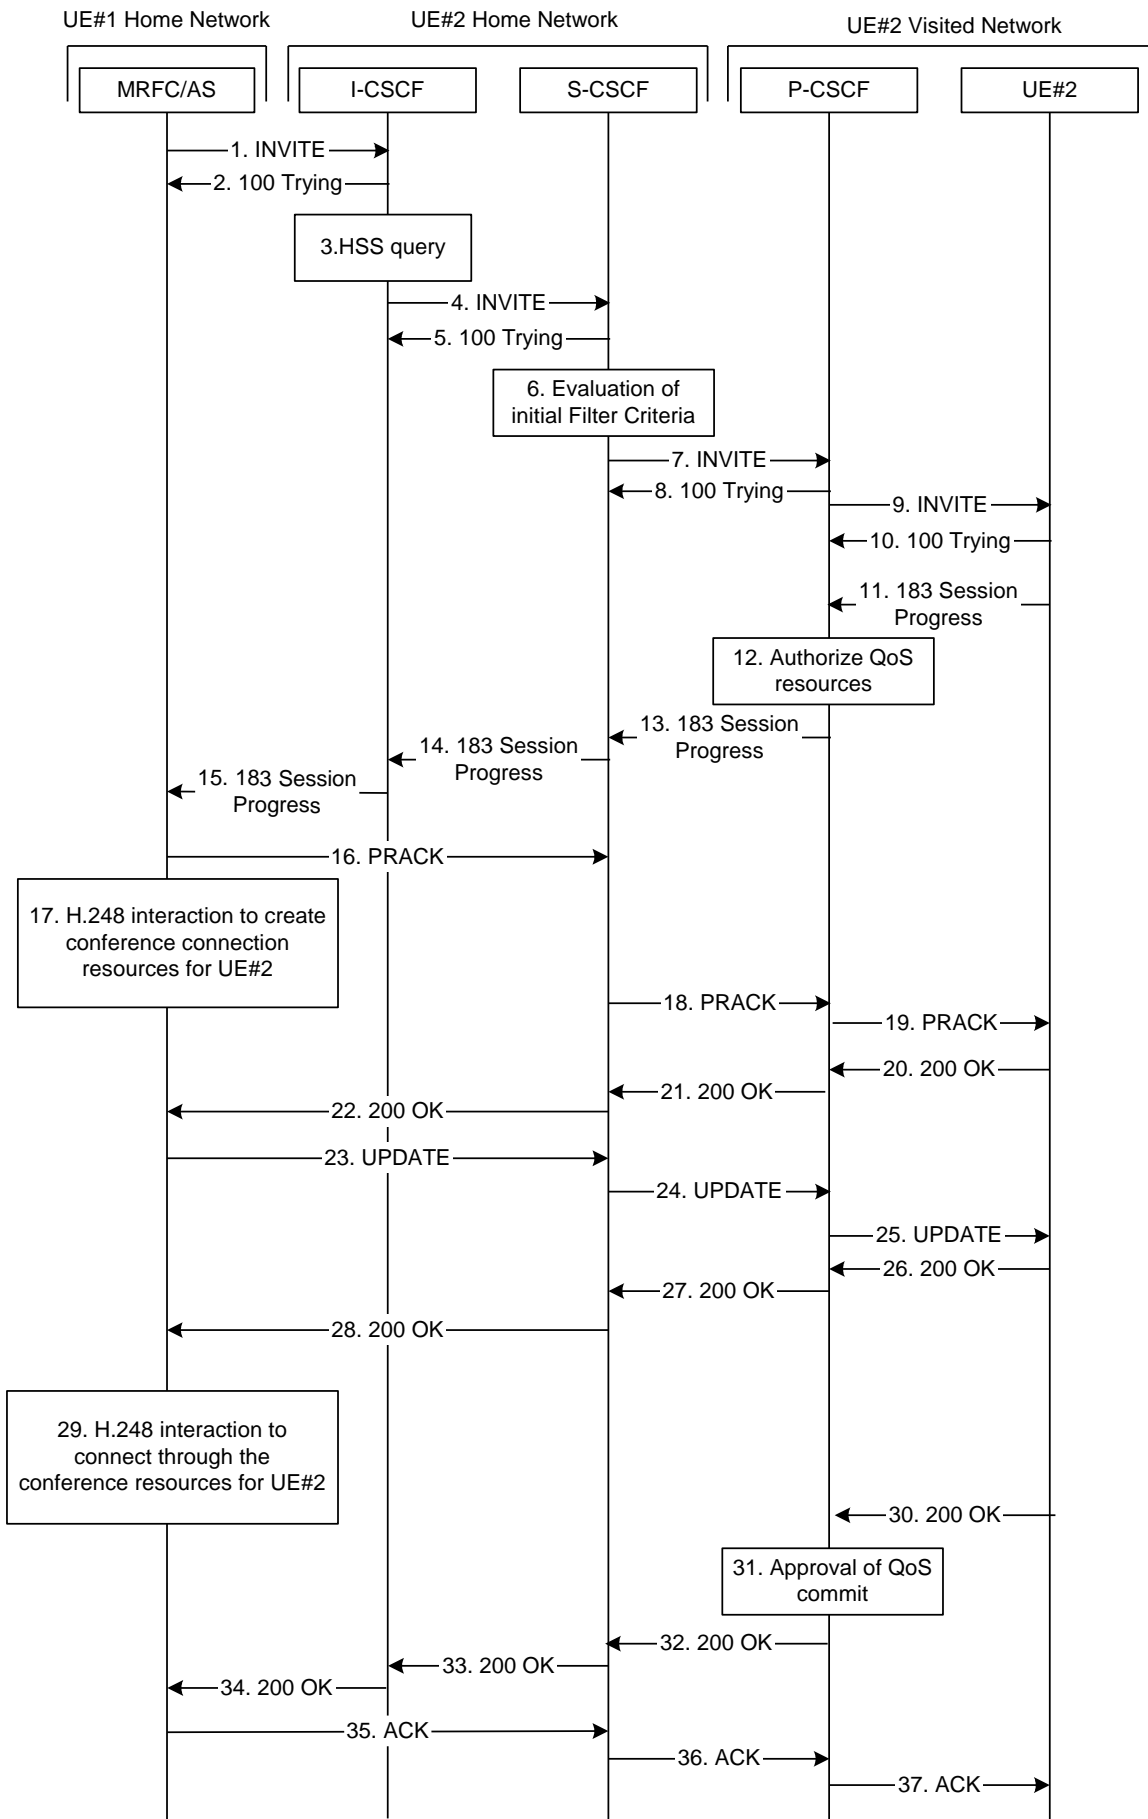 UE#1 Home Network
UE#2 Home Network
UE#2 Visited Network
MRFC/AS
I-CSCF
S-CSCF
P-CSCF
UE#2
1. INVITE
2. 100 Trying
3.HSS query
4. INVITE
5. 100 Trying
6. Evaluation of
initial Filter Criteria
7. INVITE
8. 100 Trying
9. INVITE
10. 100 Trying
11. 183 Session
Progress
12. Authorize QoS
resources
13. 183 Session
Progress
14. 183 Session
Progress
15. 183 Session
Progress
16. PRACK
17. H.248 interaction to create
conference connection
resources for UE#2
18. PRACK
19. PRACK
20. 200 OK
21. 200 OK
22. 200 OK
23. UPDATE
24. UPDATE
25. UPDATE
26. 200 OK
27. 200 OK
28. 200 OK
29. H.248 interaction to
connect through the
conference resources for UE#2
30. 200 OK
31. Approval of QoS
commit
32. 200 OK
33. 200 OK
34. 200 OK
35. ACK
36. ACK
37. ACK